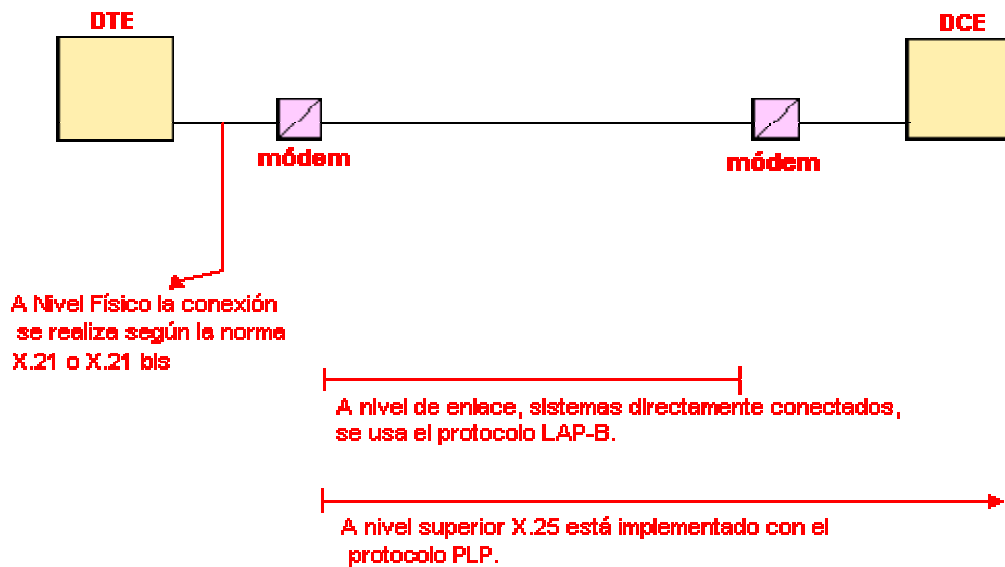 DTE
DCE
módem
módem
A Nivel Físico la conexión
se realiza según la norma
X.21 o X.21 bis
A nivel de enlace, sistemas directamente conectados,
se usa el protocolo LAP-B.
A nivel superior X.25 está implementado con el
protocolo PLP.